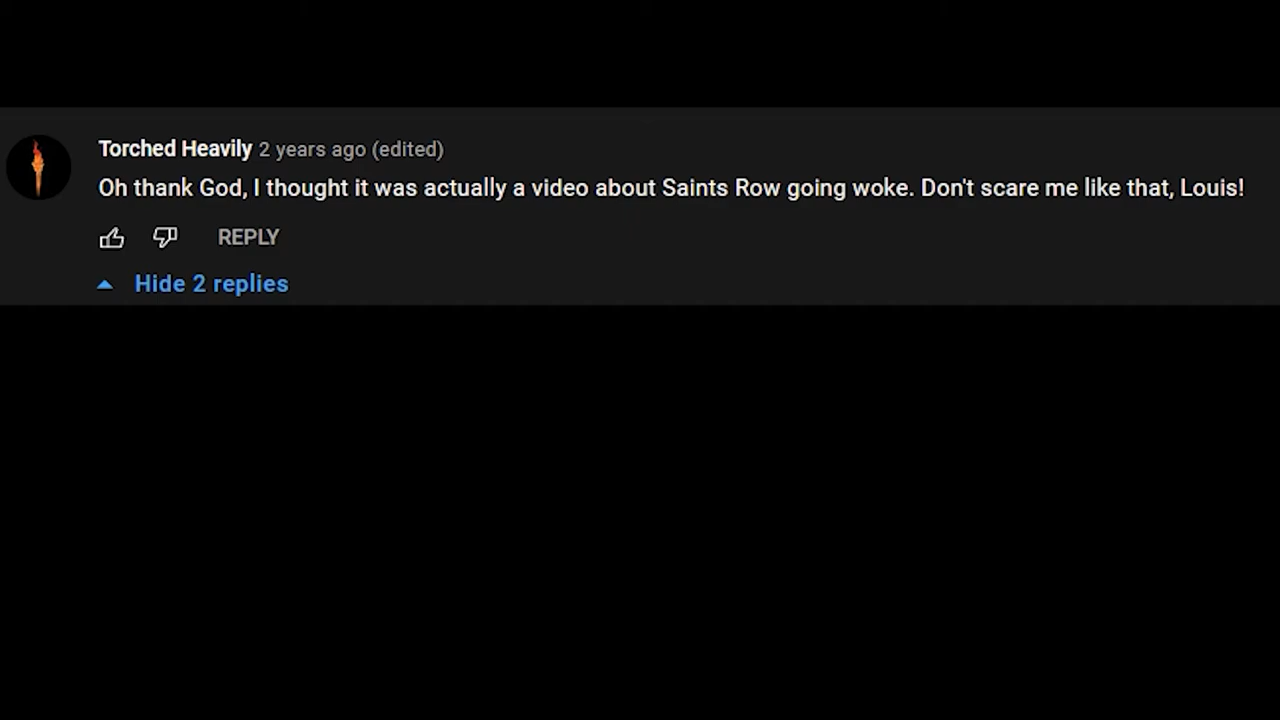 Torched Heavily 2 years ago (edited)
Oh thank God, I thought it was actually a video about Saints Row going woke. Don't scare me like that, Louis!
REPLY
Hide 2 replies